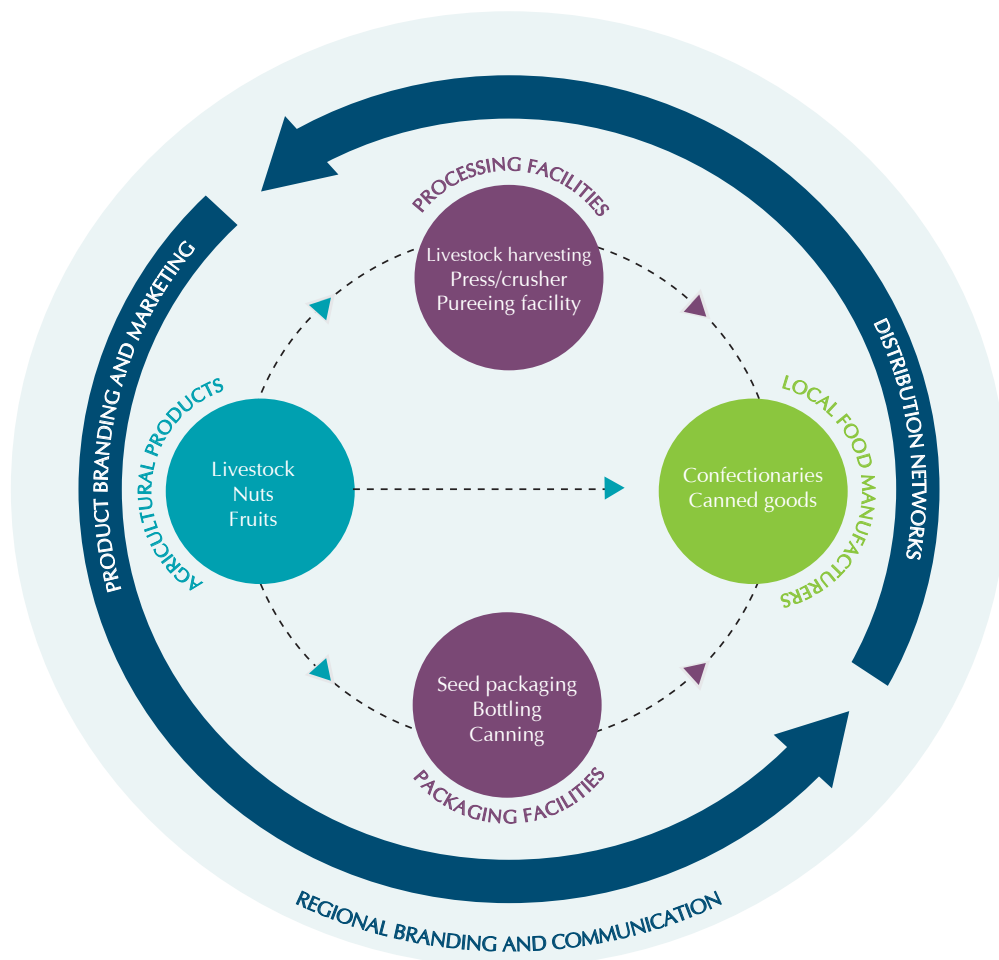 PROCESSING FACILITIES
Livestock harvesting
Press/crusher
Pureeing facility
PRODUCT BRANDING AND MARKETING
DISTRIBUTION NETWORKS
AGRICULTURAL PRODUCTS
Livestock
Nuts
Fruits
LOCAL FOOD MANUFACTURERS
Confectionaries
Canned goods
Seed packaging
Bottling
Canning
PACKAGING FACILITIES
REGIONAL BRANDING AND COMMUNICATION